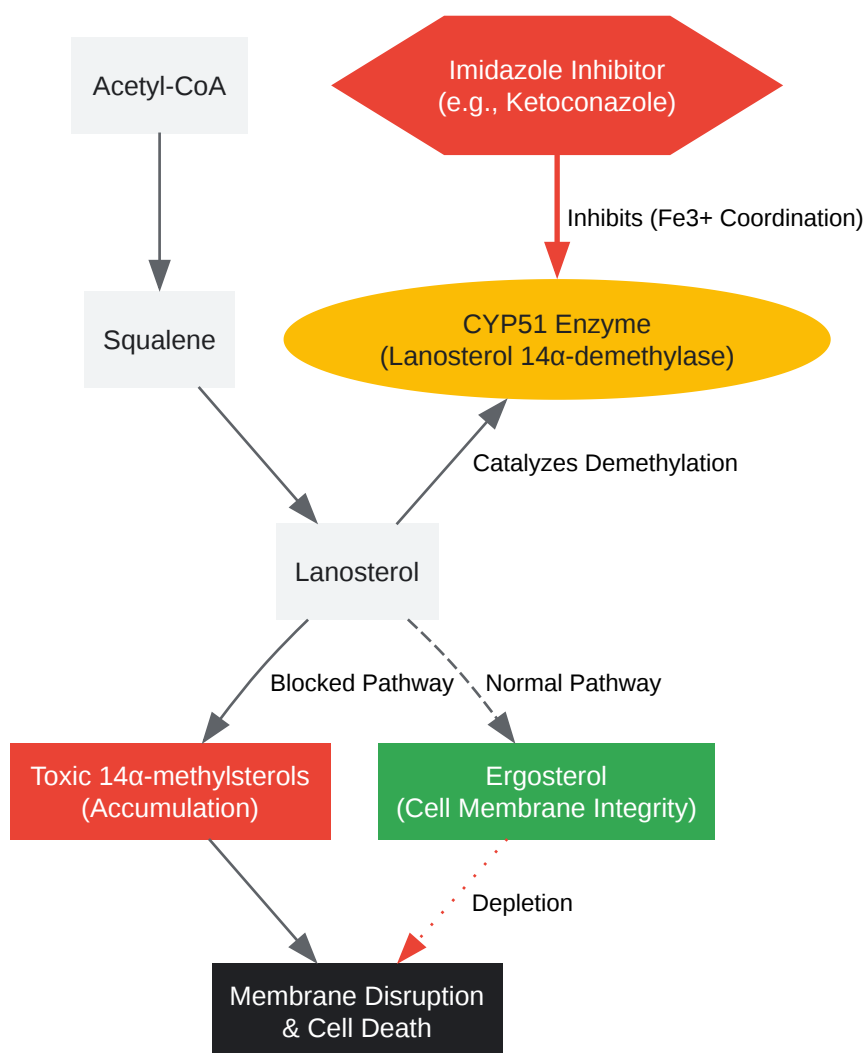 Acetyl-CoA
Imidazole Inhibitor
(e.g., Ketoconazole)
Inhibits (Fe3+ Coordination)
Squalene
CYP51 Enzyme
(Lanosterol 14α-demethylase)
Catalyzes Demethylation
Lanosterol
Blocked Pathway
Normal Pathway
Toxic 14α-methylsterols
(Accumulation)
Ergosterol
(Cell Membrane Integrity)
Depletion
Membrane Disruption
& Cell Death